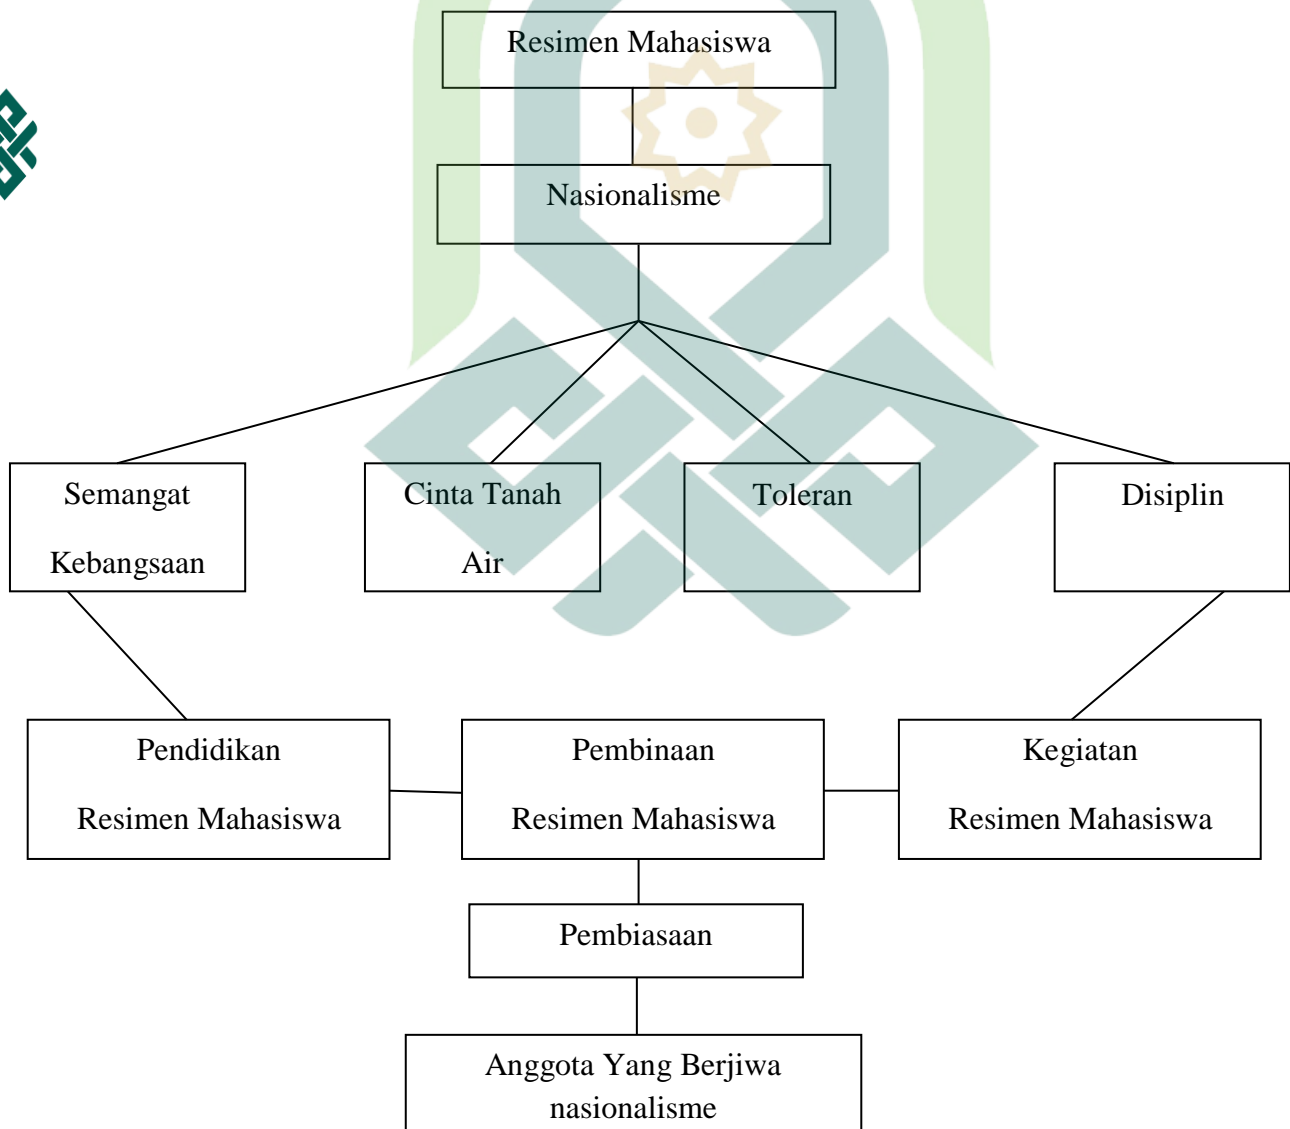 Resimen Mahasiswa
Nasionalisme
Semangat
Kebangsaan
Cinta Tanah
Air
Toleran
Disiplin
Pendidikan
Resimen Mahasiswa
Pembinaan
Resimen Mahasiswa
Kegiatan
Resimen Mahasiswa
Pembiasaan
Anggota Yang Berjiwa
nasionalisme